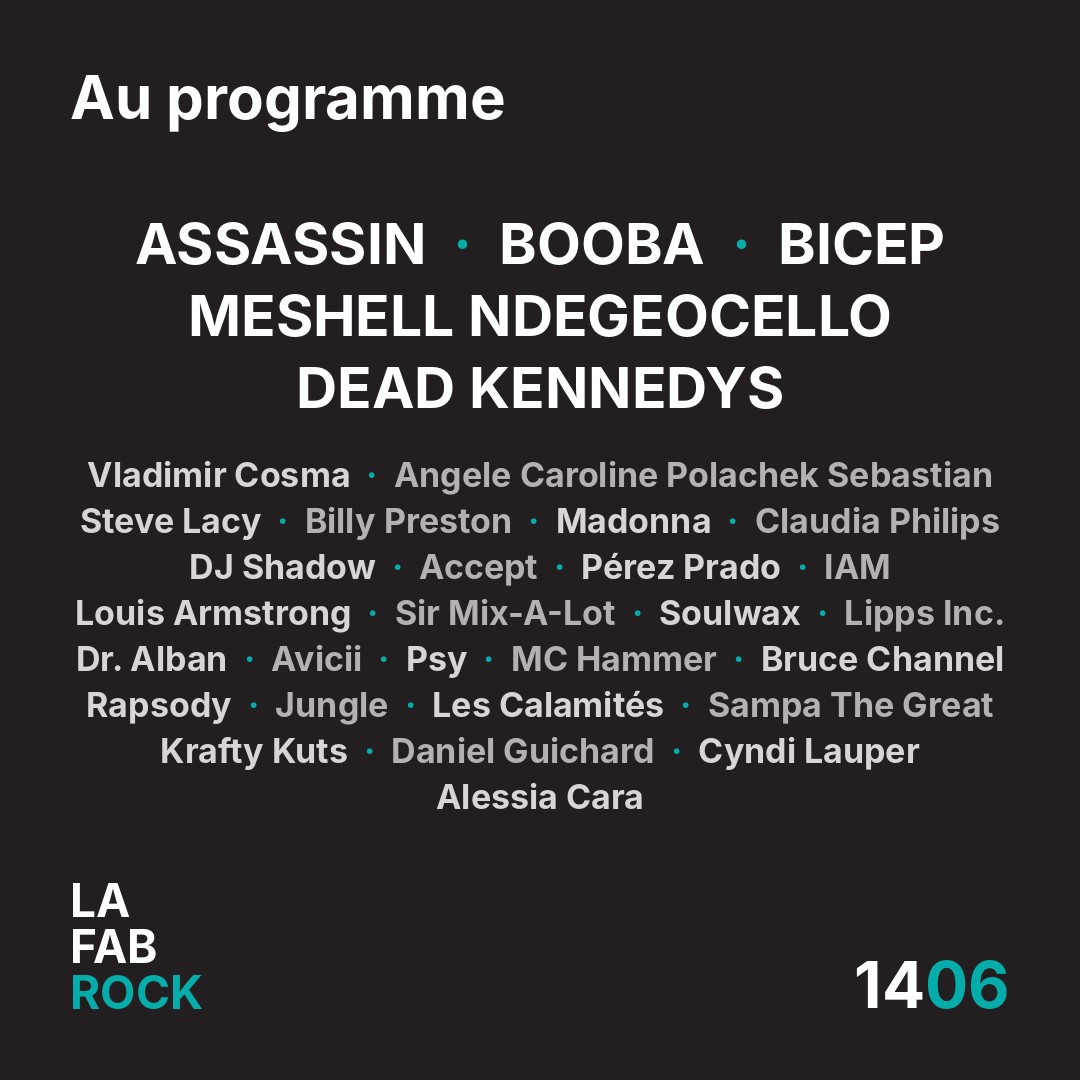 Au programme
ASSASSIN · BOOBA · BICEP
MESHELL NDEGEOCELLO
DEAD KENNEDYS
Vladimir Cosma · Angele Caroline Polachek Sebastian
Steve Lacy · Billy Preston · Madonna · Claudia Philips
DJ Shadow · Accept · Pérez Prado · IAM
Louis Armstrong · Sir Mix-A-Lot · Soulwax · Lipps Inc.
Dr. Alban · Avicii · Psy · MC Hammer · Bruce Channel
Rapsody · Jungle · Les Calamités · Sampa The Great
Krafty Kuts · Daniel Guichard · Cyndi Lauper
Alessia Cara
LA
FAB
ROCK
1406